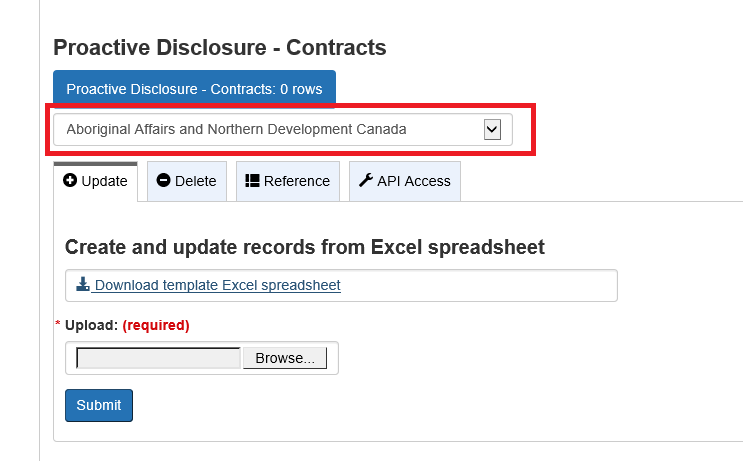 Proactive Disclosure - Contracts
Proactive Disclosure - Contracts: 0 rows
Aboriginal Affairs and Northern Development Canada
Update Delete Reference API Access
Create and update records from Excel spreadsheet
Download template Excel spreadsheet
* Upload: (required)
Browse...
Submit